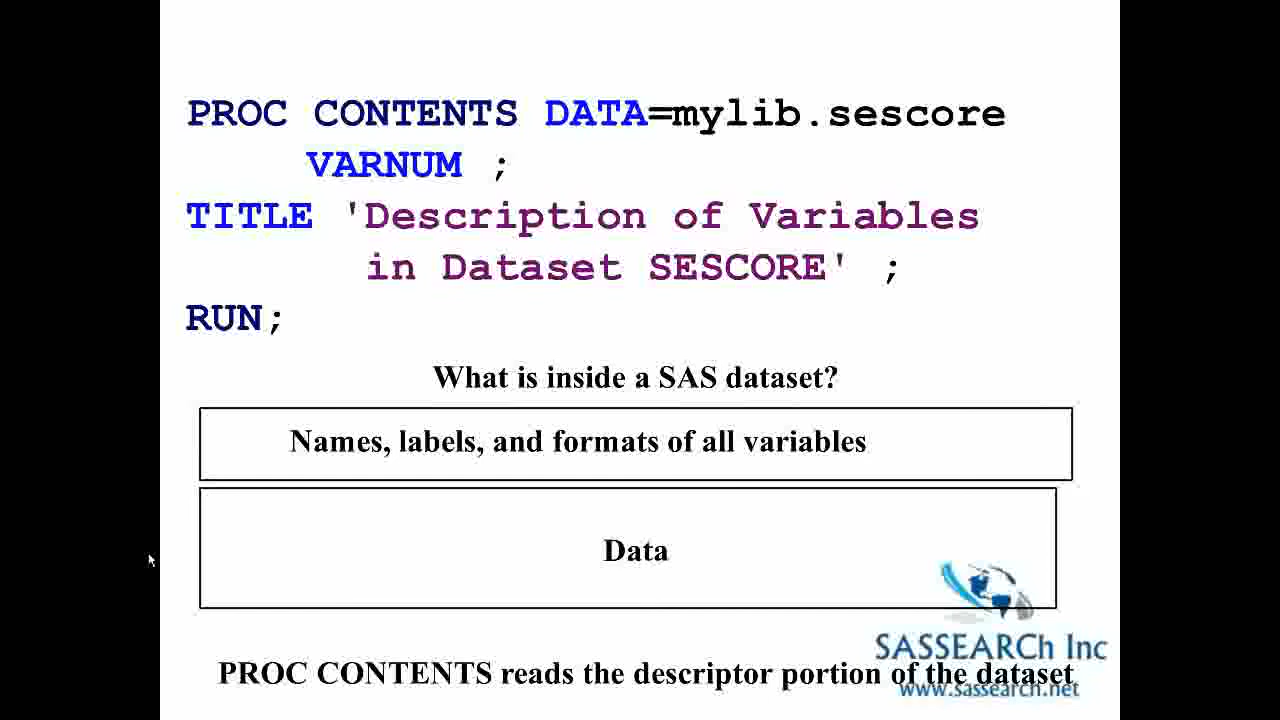 PROC CONTENTS DATA=mylib.sescore
VARNUM ;
TITLE 'Description of Variables
in Dataset SESCORE' ;
RUN;
What is inside a SAS dataset?
Names, labels, and formats of all variables
Data
SASSEARCh Inc
PROC CONTENTS reads the descriptor portion of the dataset
www.sassearch.net